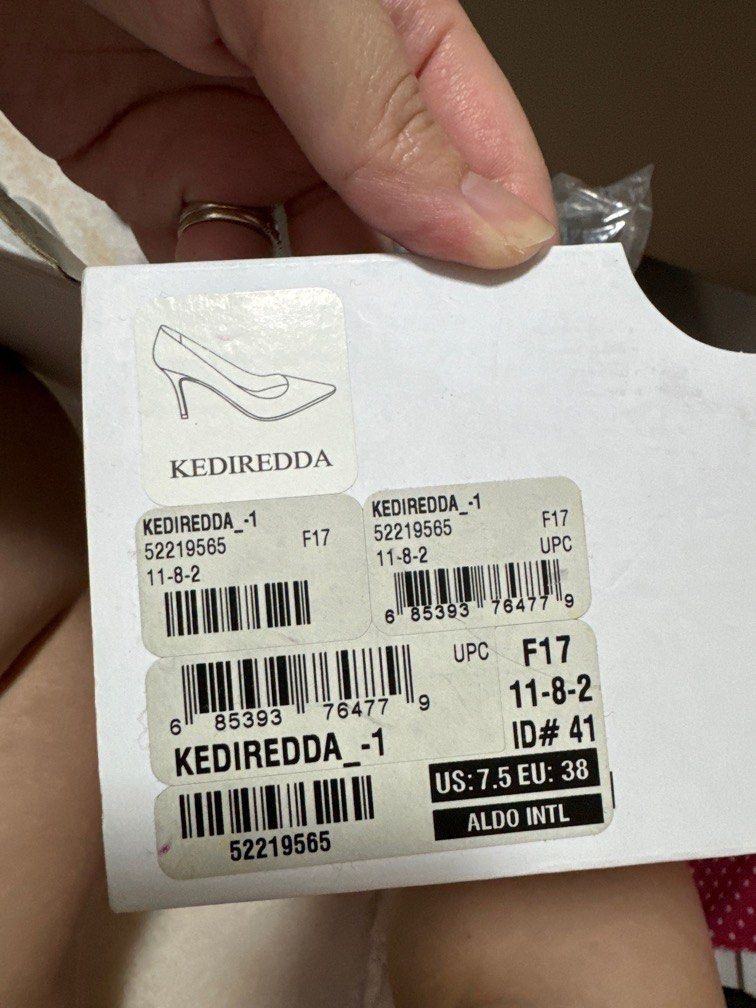 KEDIREDDA
KEDIREDDA_-1
52219565 F17
11-8-2
KEDIREDDA_-1
52219565 F17
11-8-2 UPC
6 85393 76477 9
UPC F17
6 85393 76477 9
11-8-2
KEDIREDDA_-1
ID# 41
US: 7.5 EU: 38
52219565
ALDO INTL